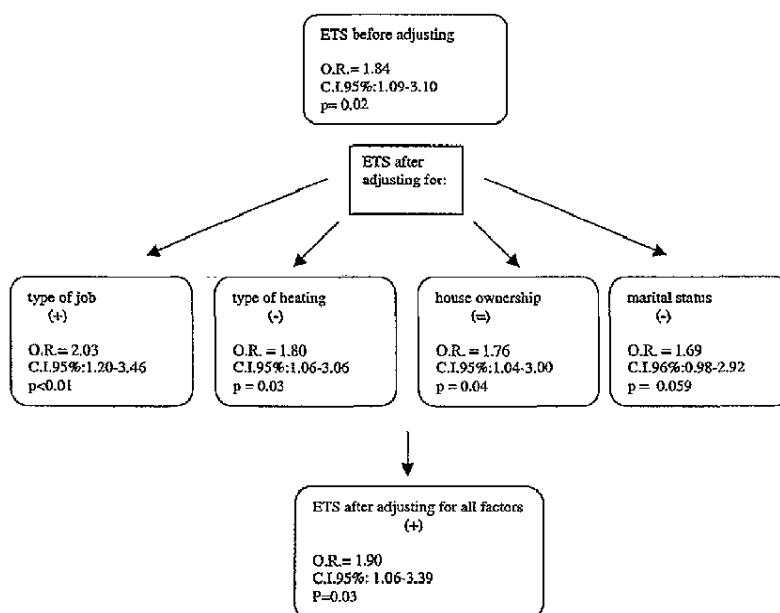 ETS before adjusting
O.R.= 1.84
C.I.95%:1.09-3.10
p= 0.02
ETS after
adjusting for:
type of job
(+)
O.R.= 2.03
C.I.95%:1.20-3.46
p<0.01
type of heating
(-)
O.R. = 1.80
C.I.95%:1.06-3.06
p = 0.03
house ownership
(=)
O.R. = 1.76
C.I.95%:1.04-3.00
p = 0.04
marital status
(-)
O.R. = 1.69
C.I.96%:0.98-2.92
p = 0.059
ETS after adjusting for all factors
(+)
O.R.= 1.90
C.I.95%: 1.06-3.39
P=0.03